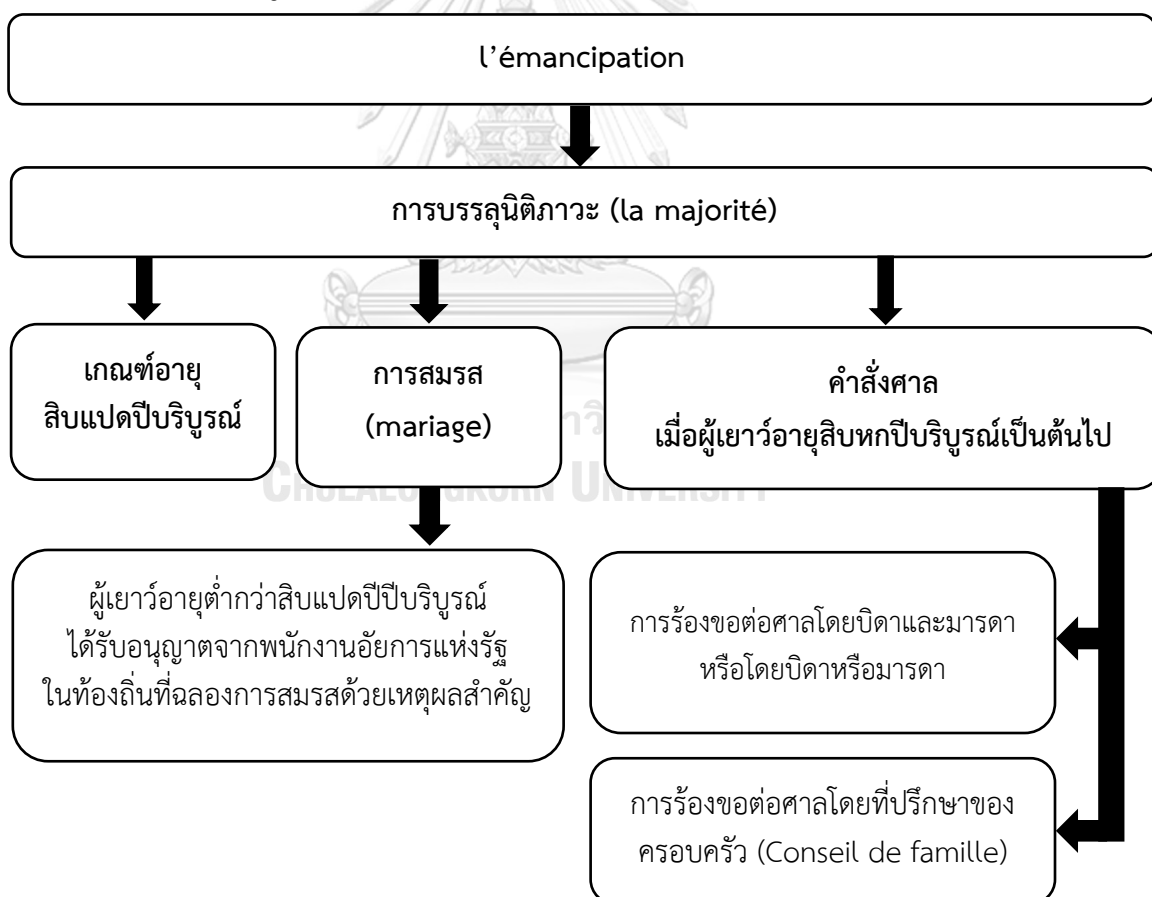 l’émancipation
การบรรลุนิติภาวะ (la majorité)
เกณฑ์อายุ
สิบแปดปีบริบูรณ์
การสมรส
(mariage)
คำสั่งศาล
เมื่อผู้เยาว์อายุสิบหกปีบริบูรณ์เป็นต้นไป
CHULALONGKORN UNIVERSITY
ผู้เยาว์อายุต่ำกว่าสิบแปดปีปีบริบูรณ์
ได้รับอนุญาตจากพนักงานอัยการแห่งรัฐ
ในท้องถิ่นที่ฉลองการสมรสด้วยเหตุผลสำคัญ
การร้องขอต่อศาลโดยบิดาและมารดา
หรือโดยบิดาหรือมารดา
การร้องขอต่อศาลโดยที่ปรึกษาของ
ครอบครัว (Conseil de famille)